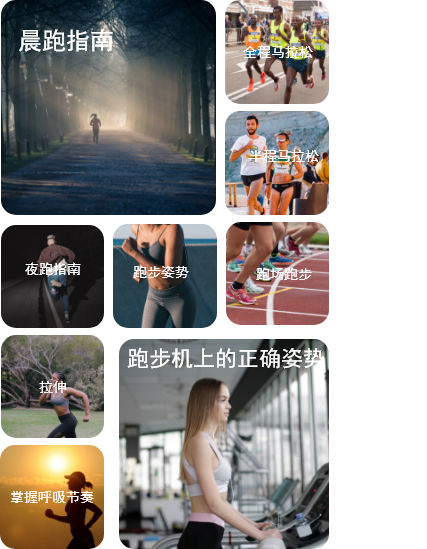 晨跑指南
全程马拉松
半程马拉松
夜跑指南
跑步姿势
跑场跑步
拉伸
跑步机上的正确姿势
掌握呼吸节奏